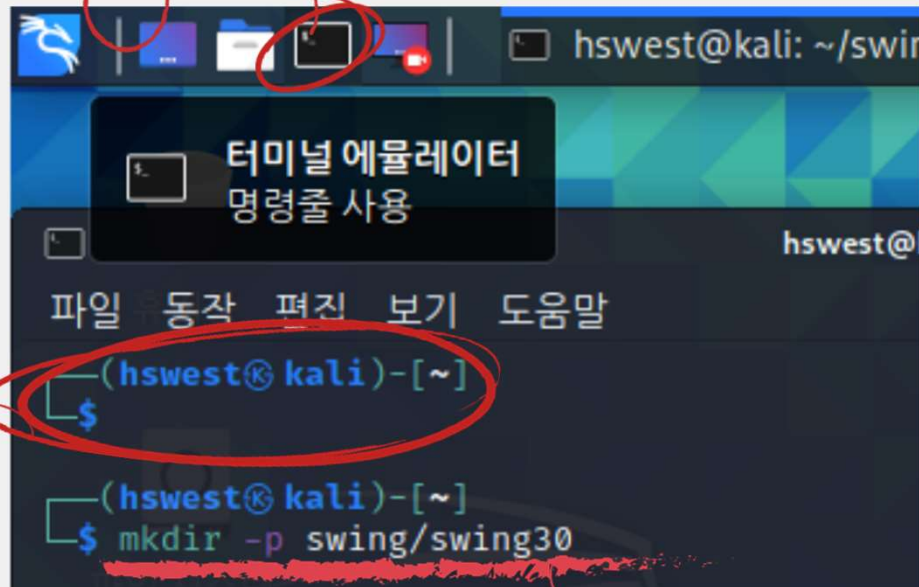 hswest@kali: ~/swin
터미널 에뮬레이터
명령줄 사용
hswest@
파일 동작 편집 보기 도움말
(hswest㉿kali)-[~]
$
(hswest㉿kali)-[~]
$ mkdir -p swing/swing30